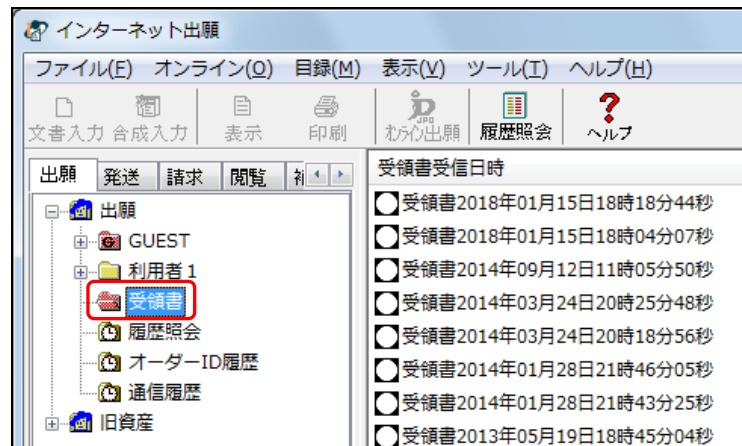 インターネット出願
ファイル(F) オンライン(O) 目録(M) 表示(V) ツール(T) ヘルプ(H)
文書入力 合成入力 表示 印刷 オンライン出願 履歴照会 ヘルプ
出願 発送 請求 閲覧
受領書受信日時
出願
GUEST
利用者1
受領書
履歴照会
オーダーID履歴
通信履歴
旧資産
受領書2018年01月15日18時18分44秒
受領書2018年01月15日18時04分07秒
受領書2014年09月12日11時05分50秒
受領書2014年03月24日20時25分48秒
受領書2014年03月24日20時18分56秒
受領書2014年01月28日21時46分05秒
受領書2014年01月28日21時43分25秒
受領書2013年05月19日18時45分04秒